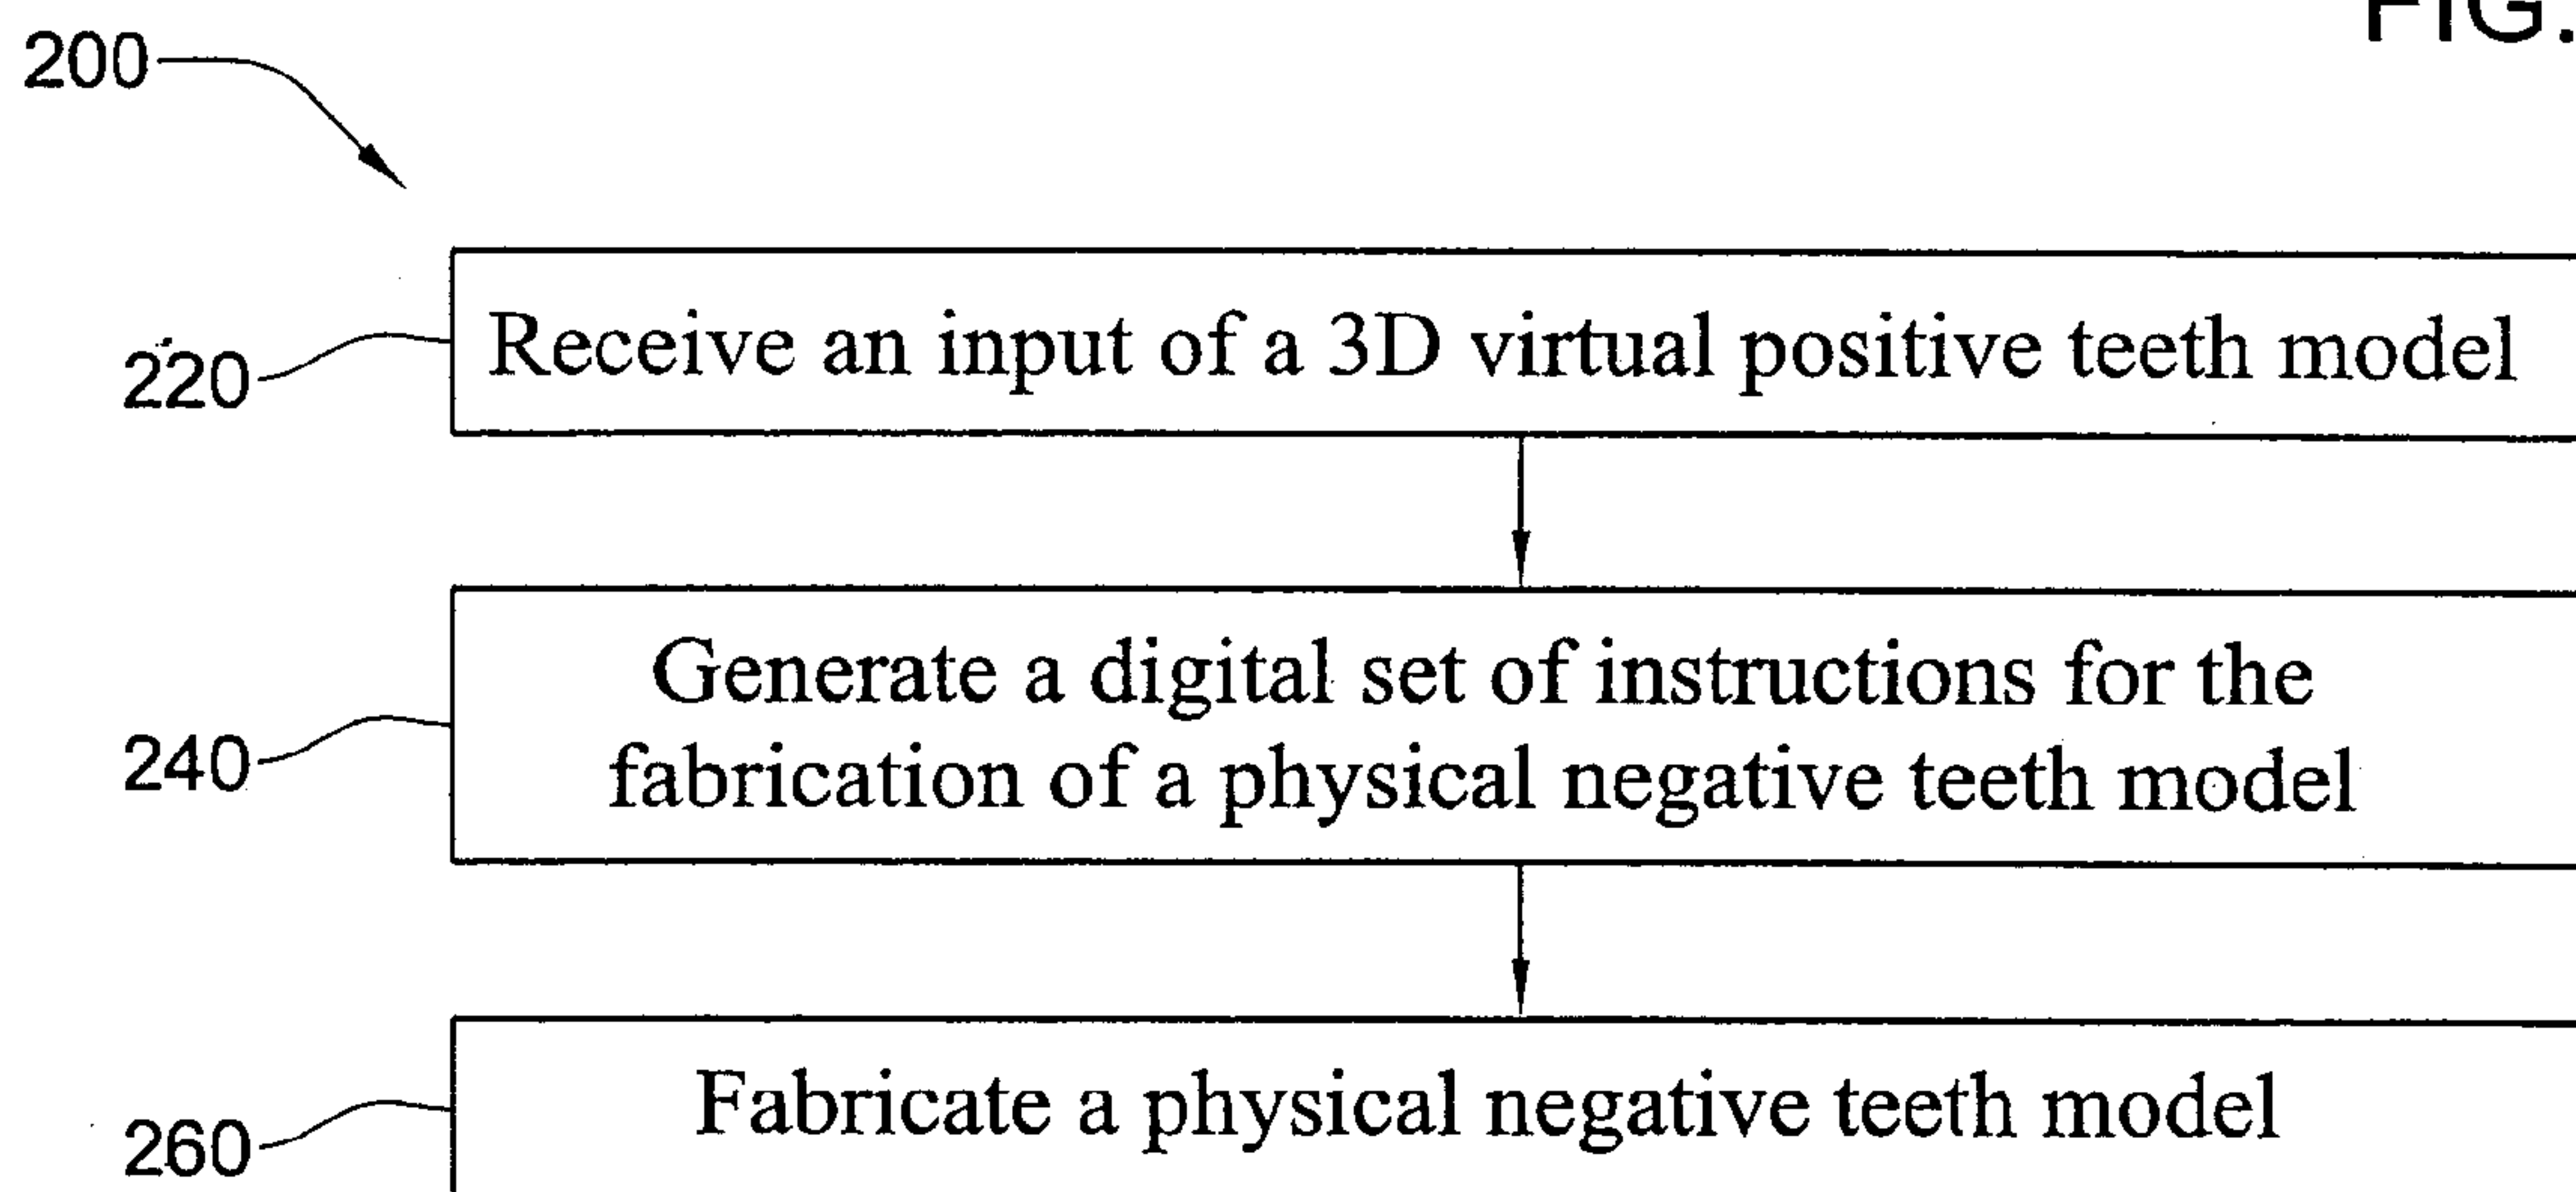 FIG.
200
220
Receive an input of a 3D virtual positive teeth model
240
Generate a digital set of instructions for the
fabrication of a physical negative teeth model
260
Fabricate a physical negative teeth model